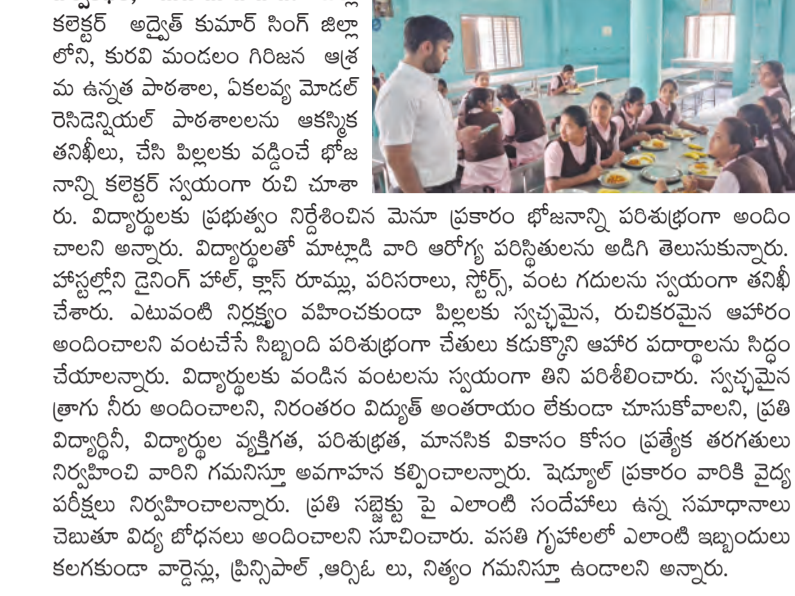 కలెక్టర్ అద్వైత్ కుమార్ సింగ్ జిల్లా
లోని, కురవి మండలం గిరిజన ఆశ్ర
మ ఉన్నత పాఠశాల, ఏకలవ్య మోడల్
రెసిడెన్షియల్ పాఠశాలలను ఆకస్మిక
తనిఖీలు, చేసి పిల్లలకు వడ్డించే భోజ
నాన్ని కలెక్టర్ స్వయంగా రుచి చూశా
రు. విద్యార్థులకు ప్రభుత్వం నిర్దేశించిన మెనూ ప్రకారం భోజనాన్ని పరిశుభ్రంగా అందిం
చాలని అన్నారు. విద్యార్థులతో మాట్లాడి వారి ఆరోగ్య పరిస్థితులను అడిగి తెలుసుకున్నారు.
హాస్టల్లోని డైనింగ్ హాల్, క్లాస్ రూమ్లు, పరిసరాలు, స్టోర్స్, వంట గదులను స్వయంగా తనిఖీ
చేశారు. ఎటువంటి నిర్లక్ష్యం వహించకుండా పిల్లలకు స్వచ్ఛమైన, రుచికరమైన ఆహారం
అందించాలని వంటచేసే సిబ్బంది పరిశుభ్రంగా చేతులు కడుక్కొని ఆహార పదార్థాలను సిద్ధం
చేయాలన్నారు. విద్యార్థులకు వండిన వంటలను స్వయంగా తిని పరిశీలించారు. స్వచ్ఛమైన
త్రాగు నీరు అందించాలని, నిరంతరం విద్యుత్ అంతరాయం లేకుండా చూసుకోవాలని, ప్రతి
విద్యార్థినీ, విద్యార్థుల వ్యక్తిగత, పరిశుభ్రత, మానసిక వికాసం కోసం ప్రత్యేక తరగతులు
నిర్వహించి వారిని గమనిస్తూ అవగాహన కల్పించాలన్నారు. షెడ్యూల్ ప్రకారం వారికి వైద్య
పరీక్షలు నిర్వహించాలన్నారు. ప్రతి సబ్జెక్టు పై ఎలాంటి సందేహాలు ఉన్న సమాధానాలు
చెబుతూ విద్య బోధనలు అందించాలని సూచించారు. వసతి గృహాలలో ఎలాంటి ఇబ్బందులు
కలగకుండా వార్డెన్లు, ప్రిన్సిపాల్ ,ఆర్సిఓ లు, నిత్యం గమనిస్తూ ఉండాలని అన్నారు.